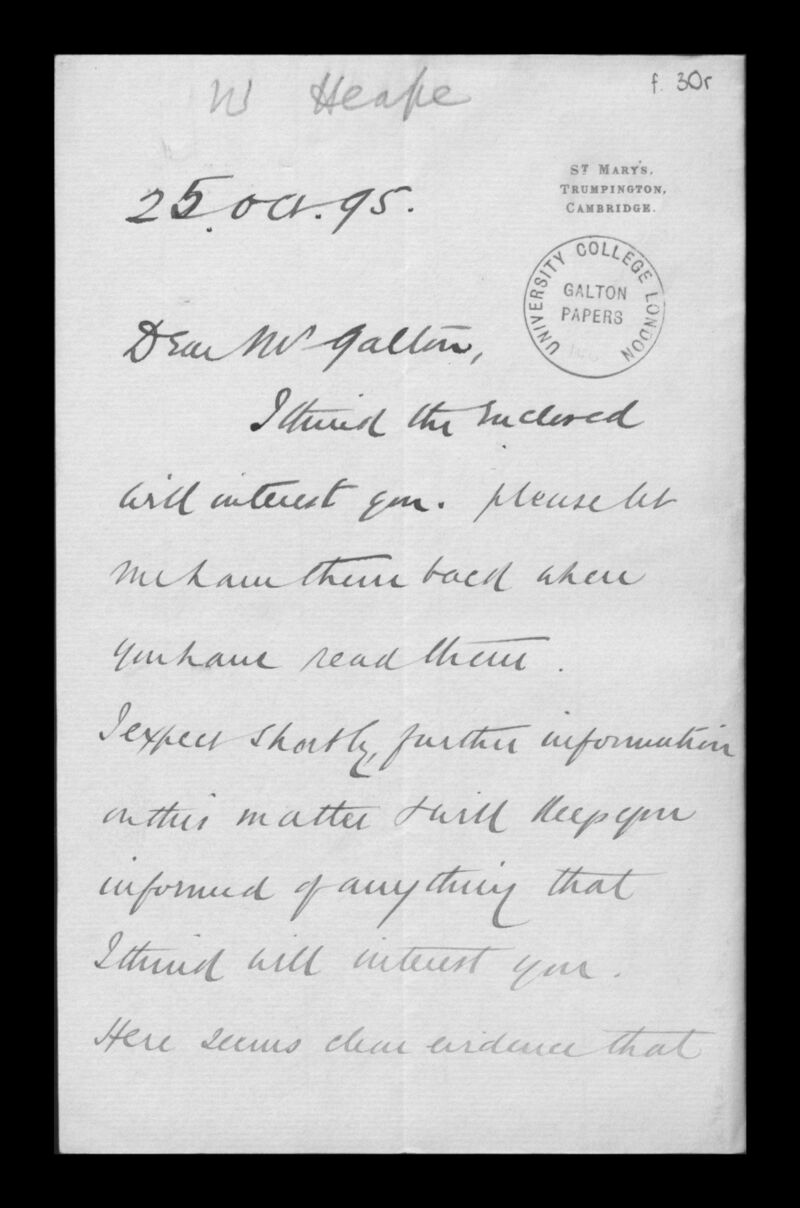 W Heape
f. 30r
ST MARY'S,
TRUMPINGTON,
CAMBRIDGE.
25. Oct. 95.
UNIVERSITY COLLEGE LONDON
GALTON
PAPERS
Dear Mr Galton,
I think the enclosed
will interest you. please let
me have them back when
you have read them.
I expect shortly, further information
on this matter & will keep you
informed of anything that
I think will interest you.
Here seems clear evidence that